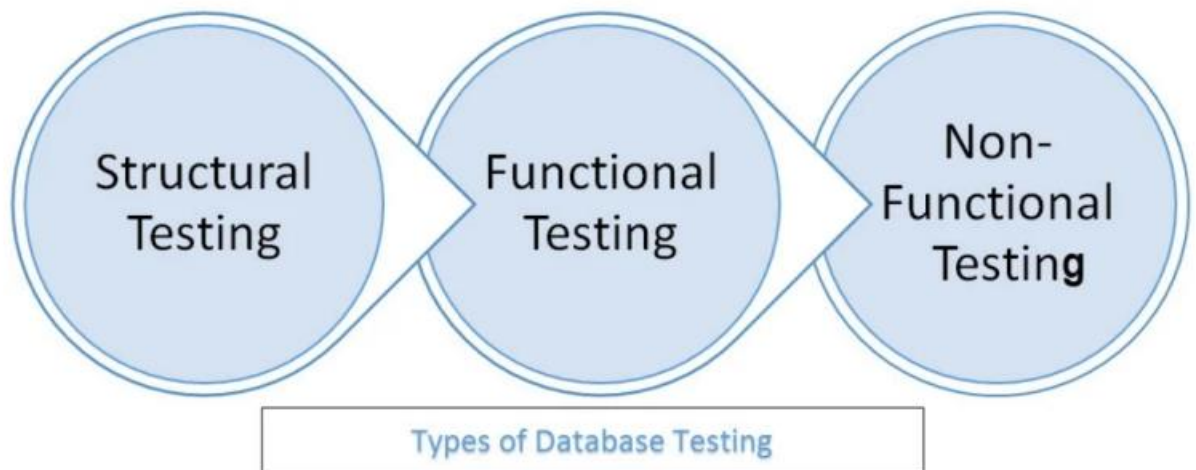 Structural
Testing
Functional
Testing
Non-
Functional
Testing
Types of Database Testing